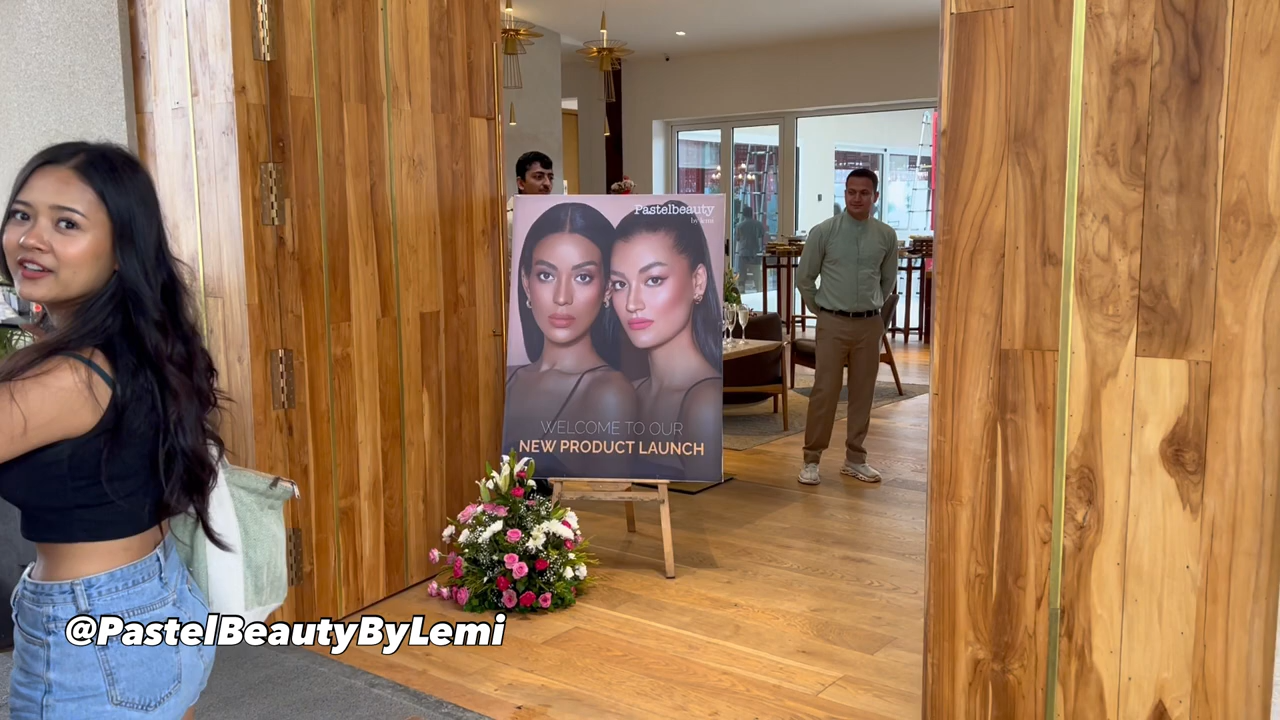 Pastelbeauty
by lemi
WELCOME TO OUR
NEW PRODUCT LAUNCH
@PastelBeautyByLemi